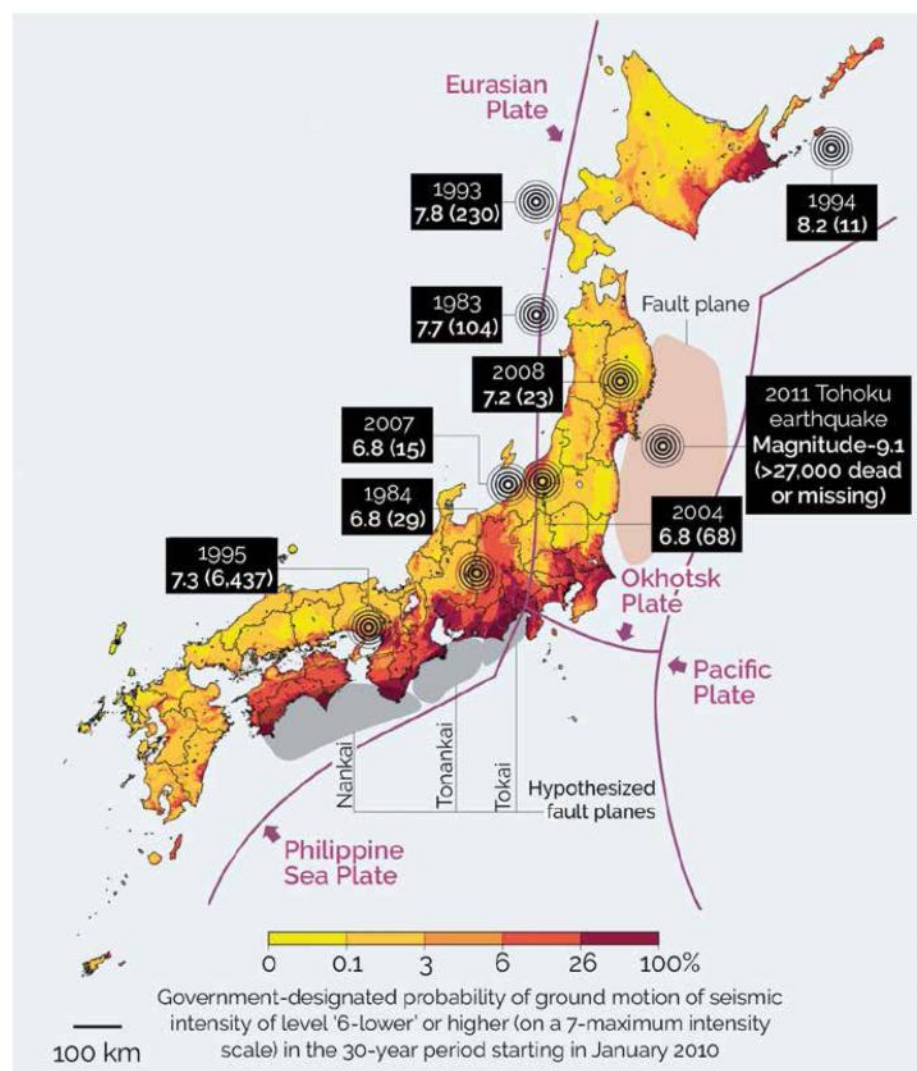 Eurasian
Plate
1993
7.8 (230)
1994
8.2 (11)
1983
7.7 (104)
Fault plane
2008
7.2 (23)
2011 Tohoku
earthquake
Magnitude-9.1
(>27,000 dead
or missing)
2007
6.8 (15)
1984
6.8 (29)
2004
6.8 (68)
1995
7.3 (6,437)
Okhotsk
Plate
Pacific
Plate
Nankai
Tonankai
Tokai
Hypothesized
fault planes
Philippine
Sea Plate
0 0.1 3 6 26 100%
Government-designated probability of ground motion of seismic
intensity of level '6-lower' or higher (on a 7-maximum intensity
scale) in the 30-year period starting in January 2010
100 km